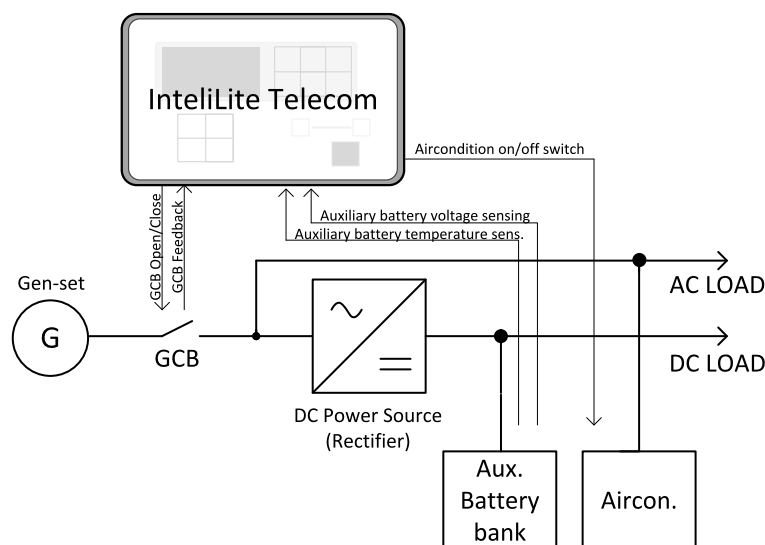 InteliLite Telecom
Aircondition on/off switch
GCB Open/Close
GCB Feedback
Auxiliary battery voltage sensing
Auxiliary battery temperature sens.
Gen-set
G
GCB
AC LOAD
DC LOAD
DC Power Source
(Rectifier)
Aux.
Battery
bank
Aircon.